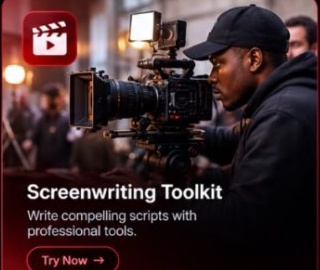 Screenwriting Toolkit
Write compelling scripts with
professional tools.
Try Now →